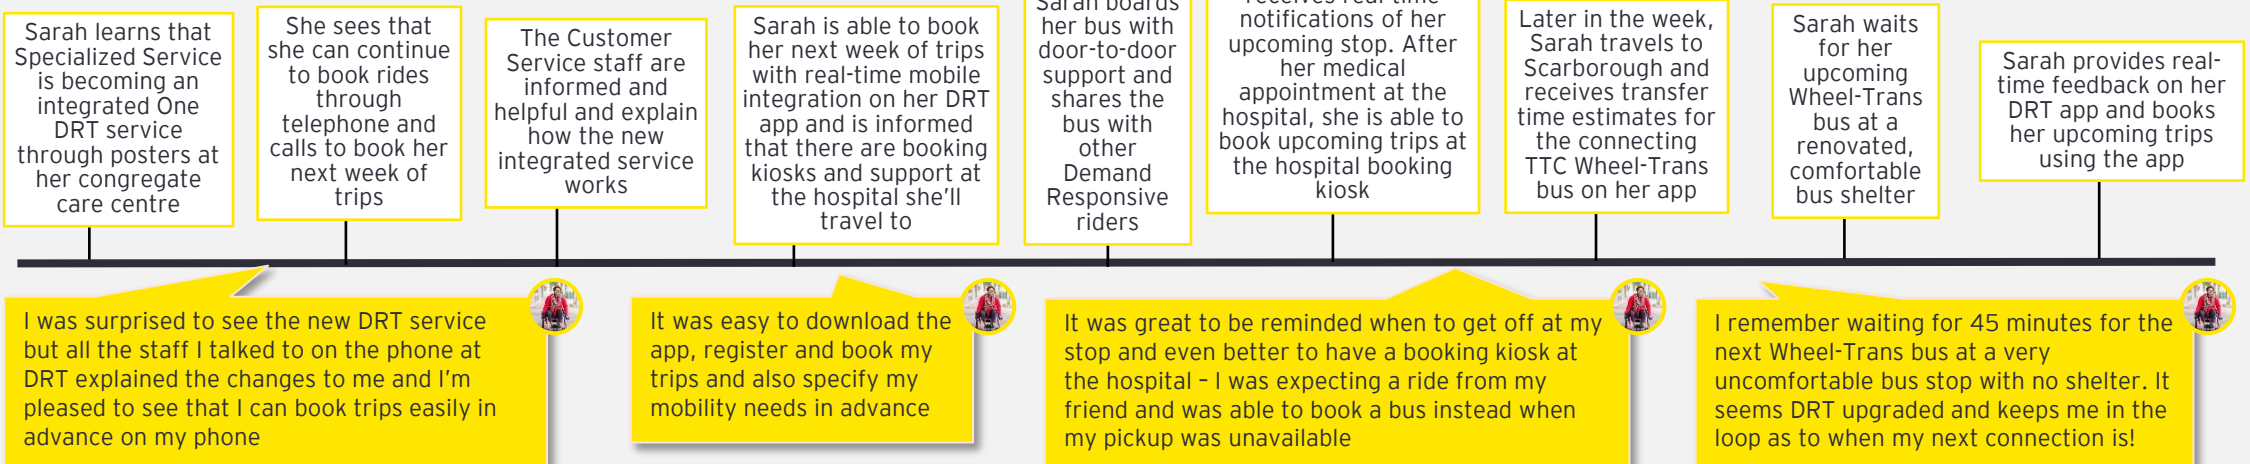 Sarah learns that
Specialized Service
is becoming an
integrated One
DRT service
through posters at
her congregate
care centre
She sees that
she can continue
to book rides
through
telephone and
calls to book her
next week of
trips
The Customer
Service staff are
informed and
helpful and explain
how the new
integrated service
works
Sarah is able to book
her next week of trips
with real-time mobile
integration on her DRT
app and is informed
that there are booking
kiosks and support at
the hospital she'll
travel to
Sarah boards
her bus with
door-to-door
support and
shares the
bus with
other
Demand
Responsive
riders
receives real-time
notifications of her
upcoming stop. After
her medical
appointment at the
hospital, she is able to
book upcoming trips at
the hospital booking
kiosk
Later in the week,
Sarah travels to
Scarborough and
receives transfer
time estimates for
the connecting
TTC Wheel-Trans
bus on her app
Sarah waits
for her
upcoming
Wheel-Trans
bus at a
renovated,
comfortable
bus shelter
Sarah provides real-
time feedback on her
DRT app and books
her upcoming trips
using the app
I was surprised to see the new DRT service
but all the staff I talked to on the phone at
DRT explained the changes to me and I'm
pleased to see that I can book trips easily in
advance on my phone
It was easy to download the
app, register and book my
trips and also specify my
mobility needs in advance
It was great to be reminded when to get off at my
stop and even better to have a booking kiosk at
the hospital – I was expecting a ride from my
friend and was able to book a bus instead when
my pickup was unavailable
I remember waiting for 45 minutes for the
next Wheel-Trans bus at a very
uncomfortable bus stop with no shelter. It
seems DRT upgraded and keeps me in the
loop as to when my next connection is!